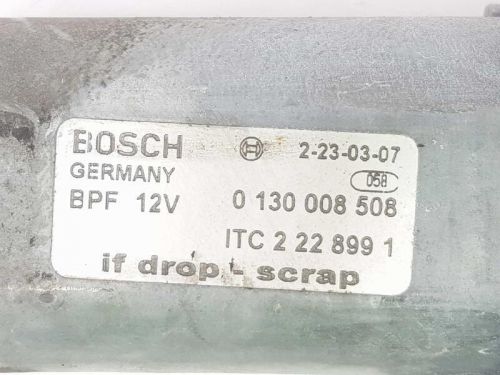 BOSCH 2-23-03-07
GERMANY 058
BPF 12V 0 130 008 508
ITC 2 22 899 1
if drop - scrap